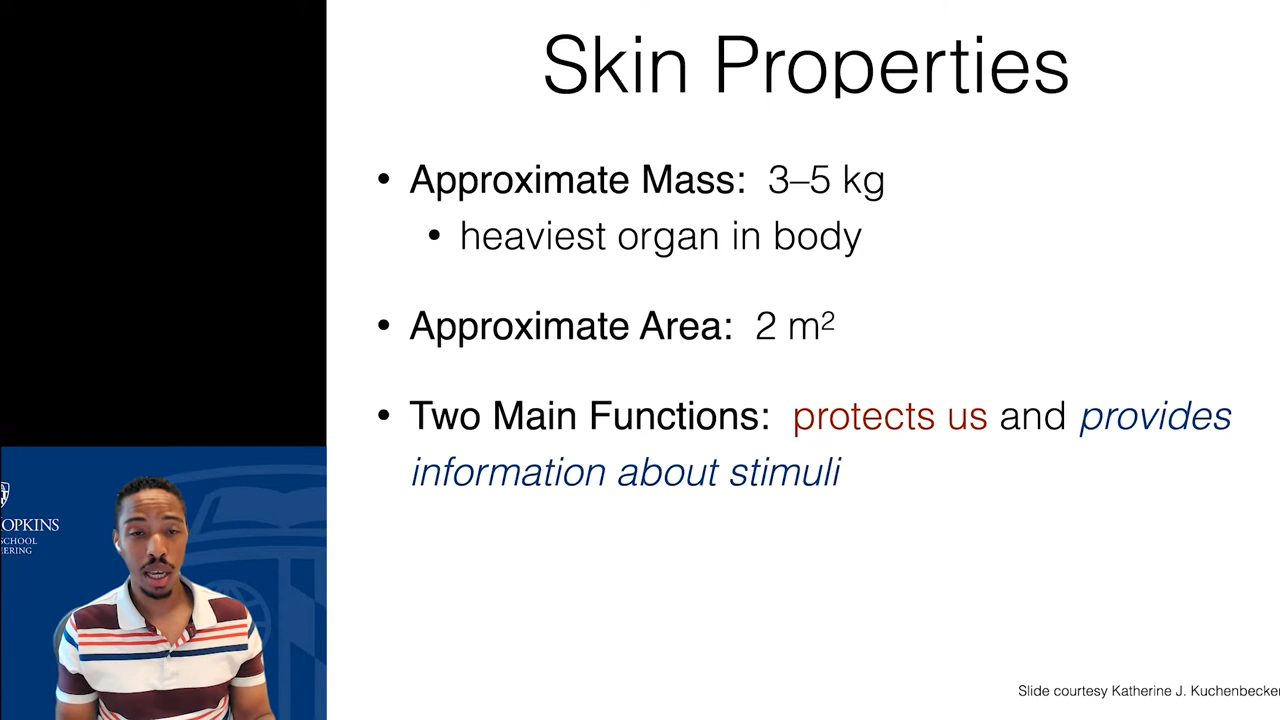 Skin Properties
• Approximate Mass: 3–5 kg
• heaviest organ in body
• Approximate Area: 2 m²
• Two Main Functions: protects us and provides
information about stimuli
OPKINS
SCHOOL
EERING
Slide courtesy Katherine J. Kuchenbecker